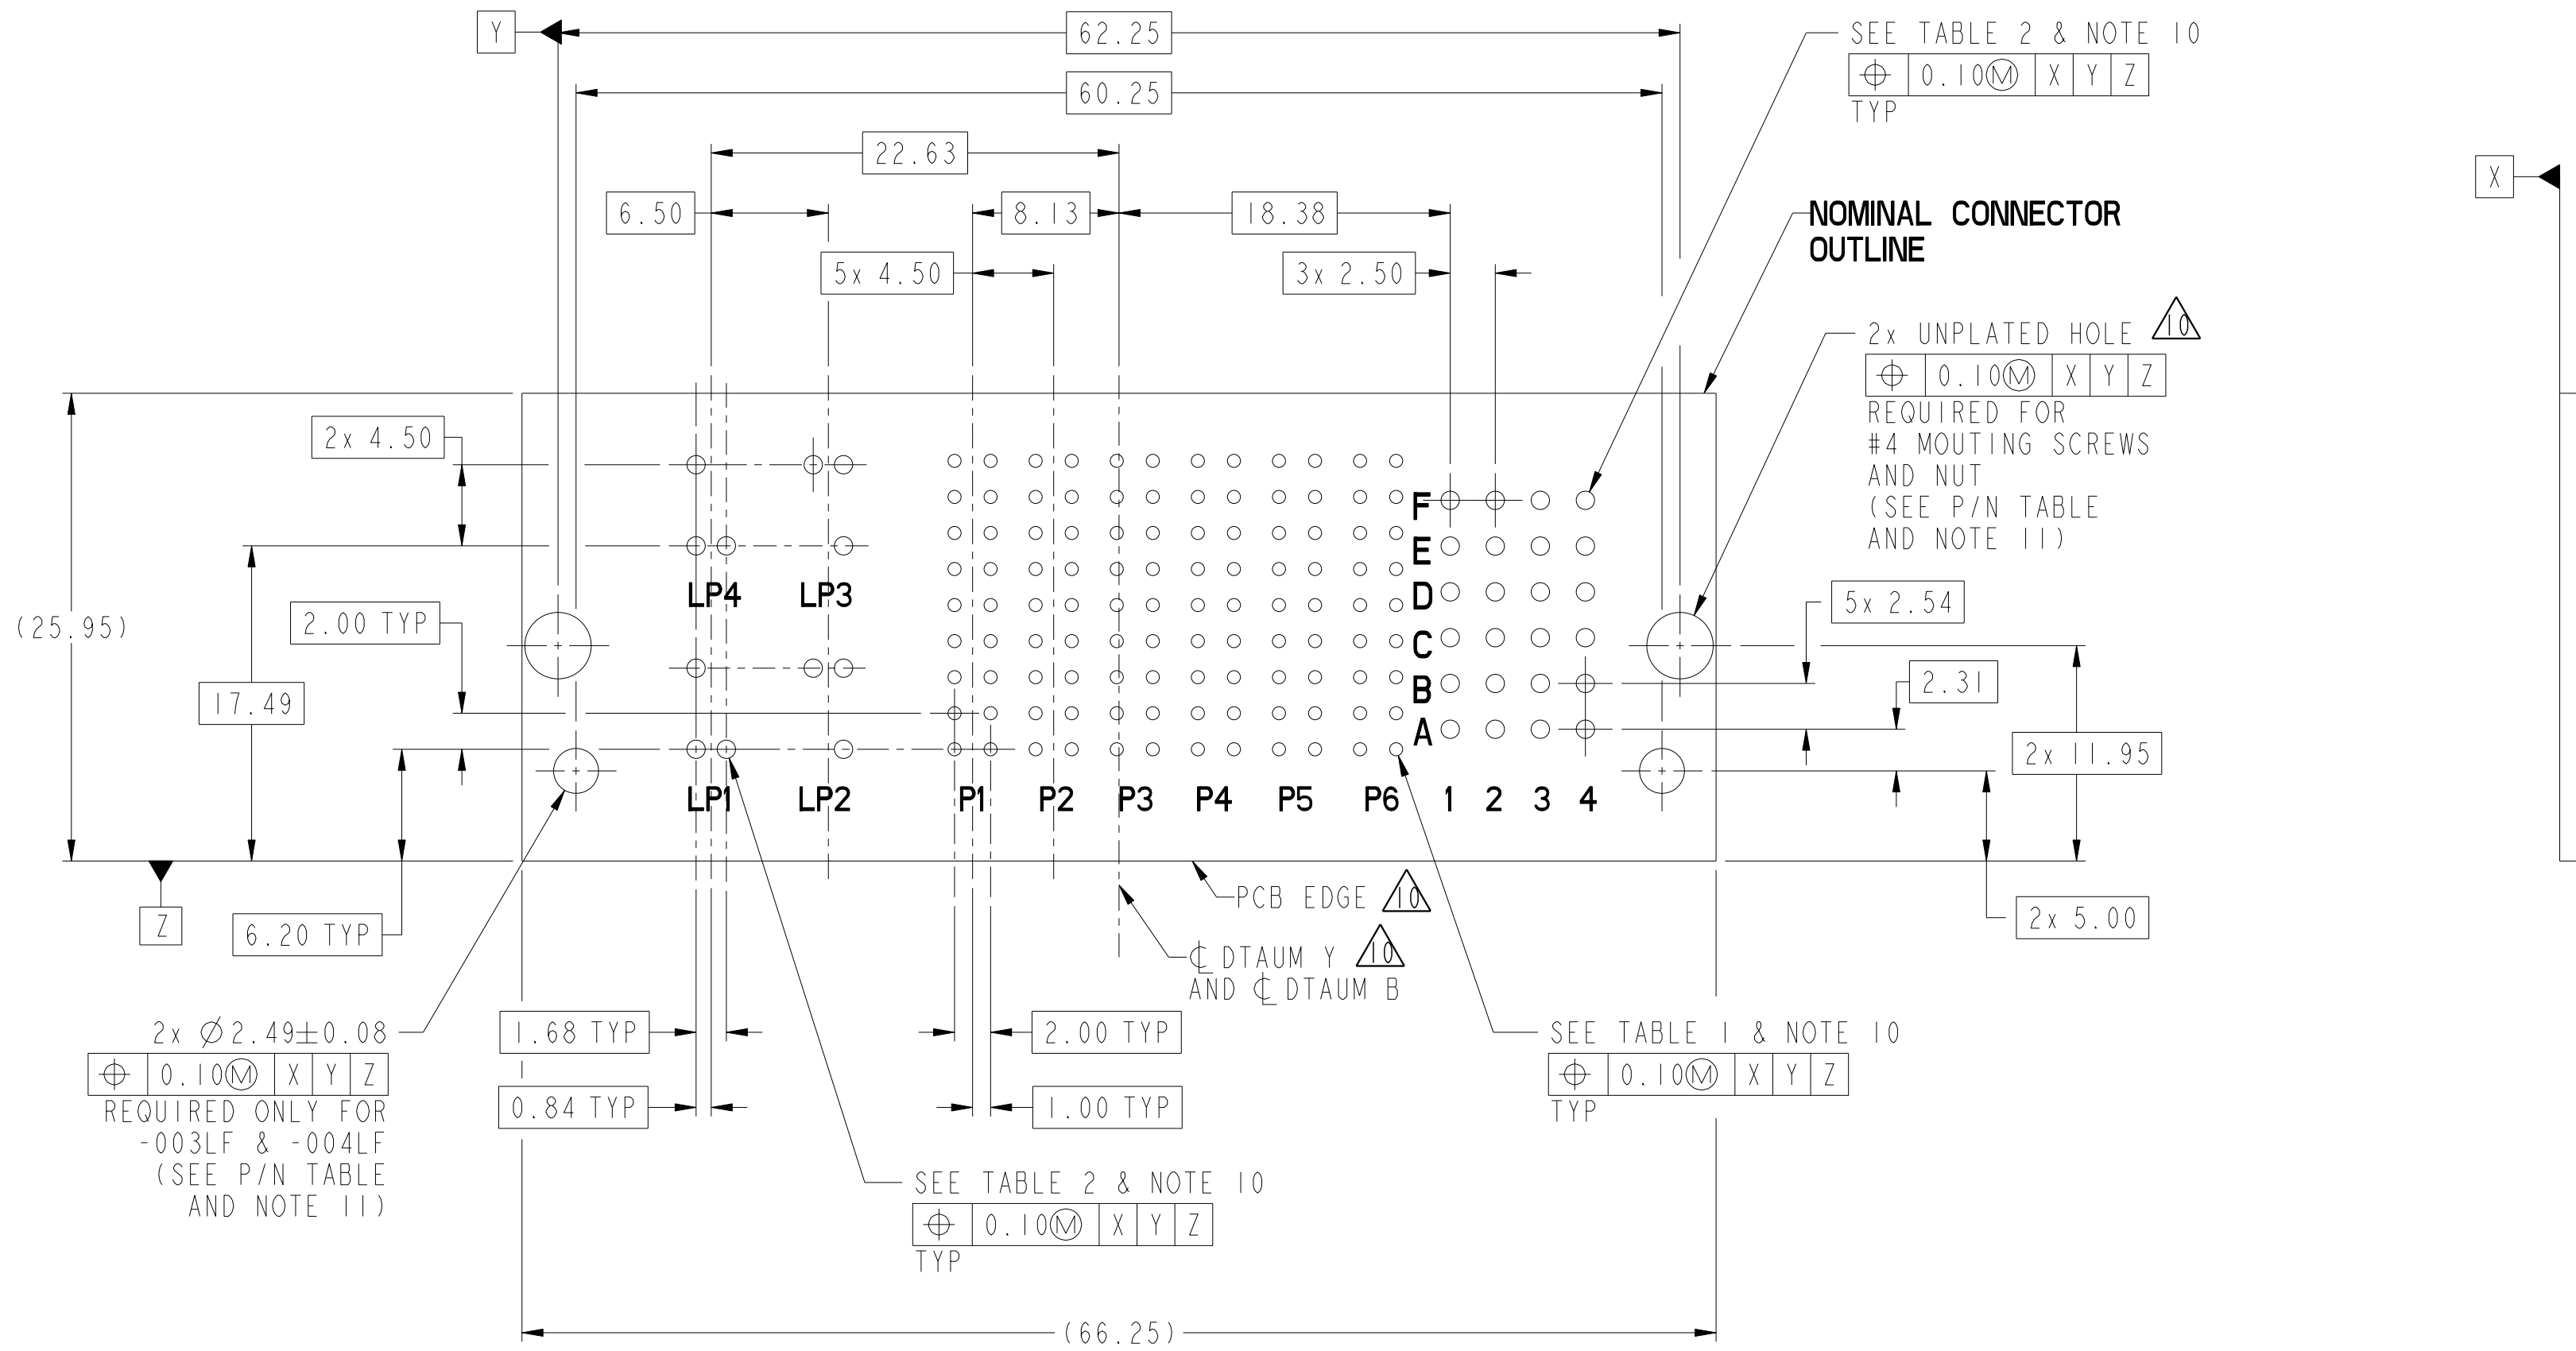 Y
62.25
60.25
22.63
6.50
8.13
18.38
5x 4.50
3x 2.50
SEE TABLE 2 & NOTE 10
0.10Ⓜ X Y Z
TYP
X
NOMINAL CONNECTOR
OUTLINE
2x UNPLATED HOLE 10
0.10Ⓜ X Y Z
REQUIRED FOR
#4 MOUTING SCREWS
AND NUT
(SEE P/N TABLE
AND NOTE 11)
2x 4.50
(25.95)
2.00 TYP
17.49
6.20 TYP
Z
LP4 LP3
F
E
D
C
B
A
LP1 LP2 P1 P2 P3 P4 P5 P6 1 2 3 4
5x 2.54
2.31
2x 11.95
2x 5.00
PCB EDGE 10
℄ DTAUM Y 10
AND ℄ DTAUM B
2x ⌀2.49±0.08
0.10Ⓜ X Y Z
REQUIRED ONLY FOR
-003LF & -004LF
(SEE P/N TABLE
AND NOTE 11)
1.68 TYP
2.00 TYP
0.84 TYP
1.00 TYP
SEE TABLE 1 & NOTE 10
0.10Ⓜ X Y Z
TYP
SEE TABLE 2 & NOTE 10
0.10Ⓜ X Y Z
TYP
(66.25)